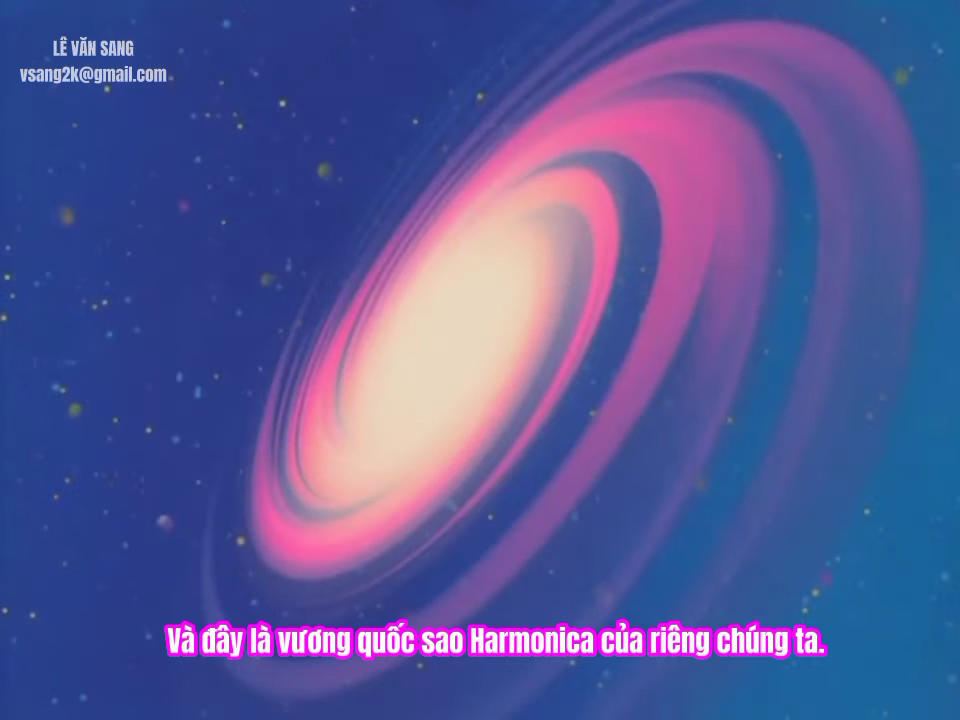 LÊ VĂN SANG
vsang2k@gmail.com
Và đây là vương quốc sao Harmonica của riêng chúng ta.